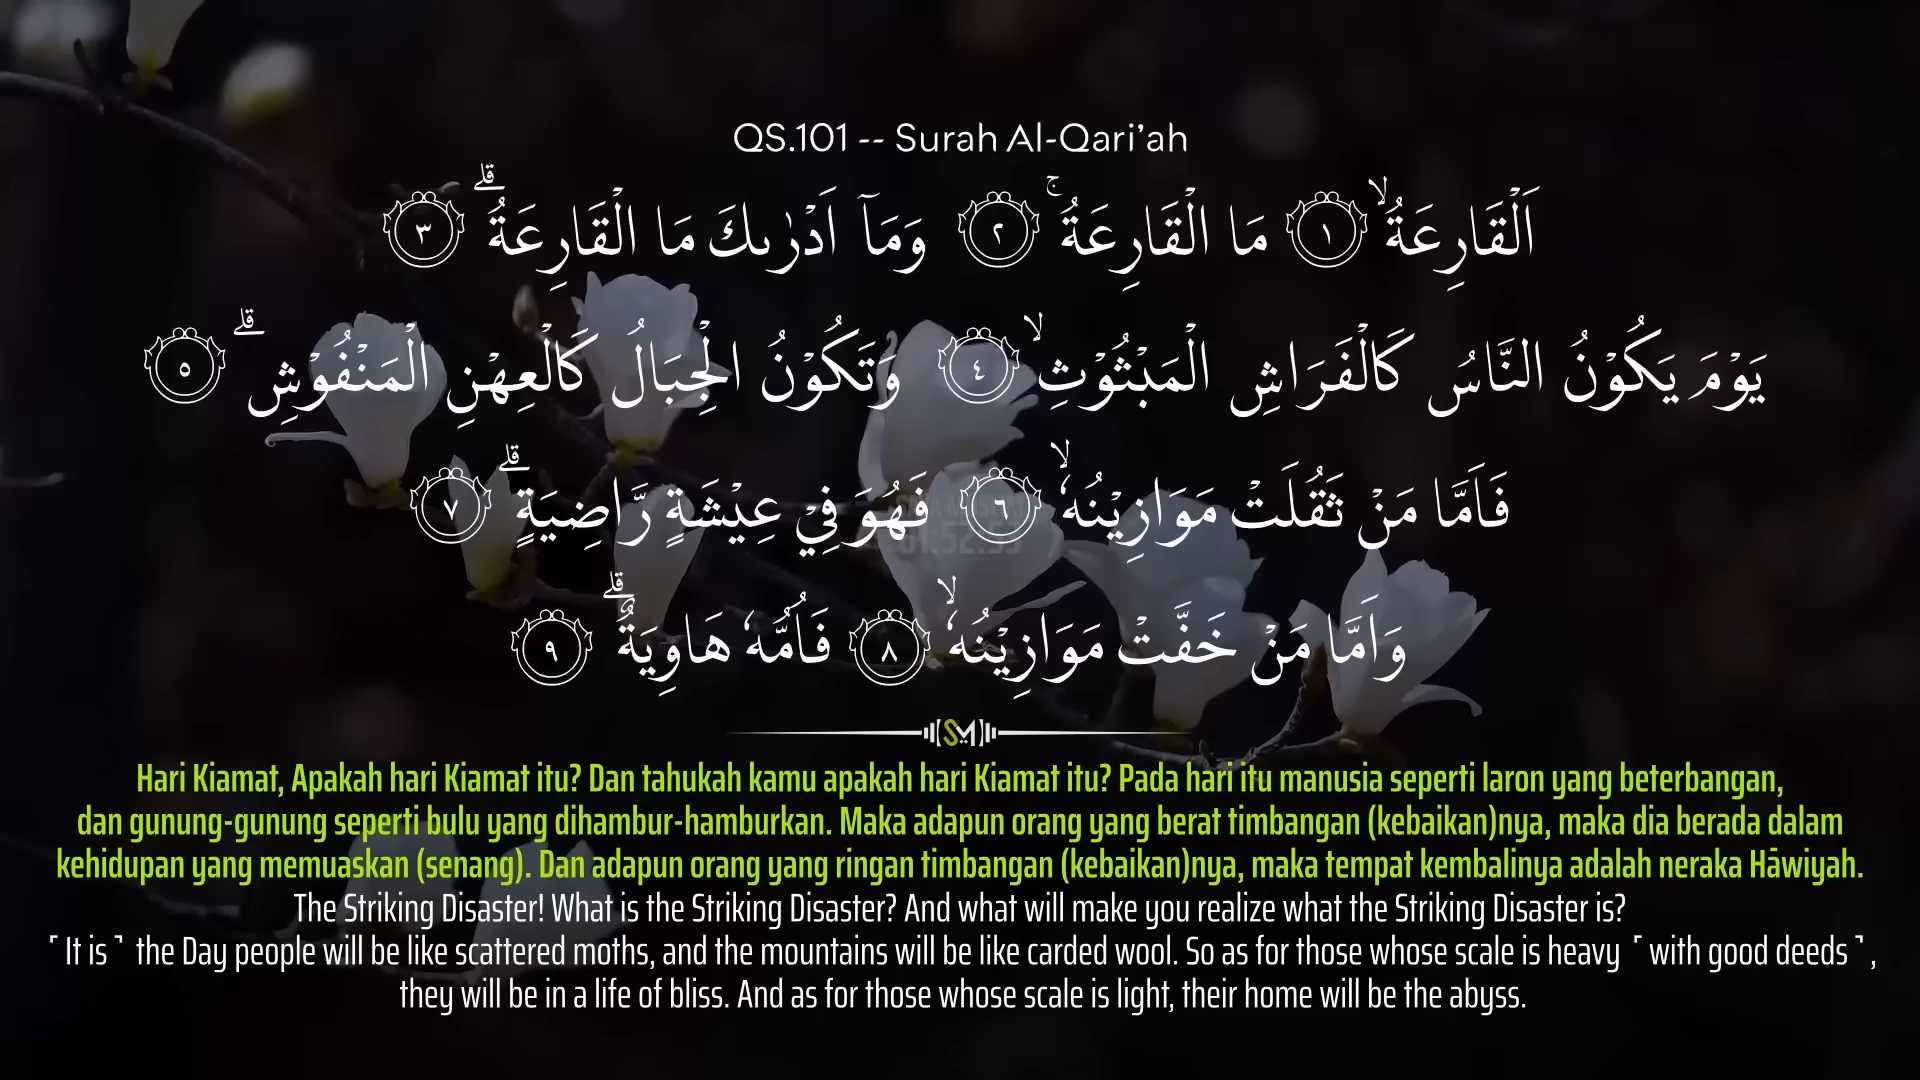 QS.101 -- Surah Al-Qari’ah
اَلْقَارِعَةُۙ ١ مَا الْقَارِعَةُۚ ٢ وَمَآ اَدْرٰىكَ مَا الْقَارِعَةُۗ ٣
يَوْمَ يَكُوْنُ النَّاسُ كَالْفَرَاشِ الْمَبْثُوْثِۙ ٤ وَتَكُوْنُ الْجِبَالُ كَالْعِهْنِ الْمَنْفُوْشِۗ ٥
فَاَمَّا مَنْ ثَقُلَتْ مَوَازِيْنُهٗۙ ٦ فَهُوَ فِيْ عِيْشَةٍ رَّاضِيَةٍۗ ٧
وَاَمَّا مَنْ خَفَّتْ مَوَازِيْنُهٗۙ ٨ فَاُمُّهٗ هَاوِيَةٌۗ ٩
SM
Hari Kiamat, Apakah hari Kiamat itu? Dan tahukah kamu apakah hari Kiamat itu? Pada hari itu manusia seperti laron yang beterbangan,
dan gunung-gunung seperti bulu yang dihambur-hamburkan. Maka adapun orang yang berat timbangan (kebaikan)nya, maka dia berada dalam
kehidupan yang memuaskan (senang). Dan adapun orang yang ringan timbangan (kebaikan)nya, maka tempat kembalinya adalah neraka Hāwiyah.
The Striking Disaster! What is the Striking Disaster? And what will make you realize what the Striking Disaster is?
˹It is˺ the Day people will be like scattered moths, and the mountains will be like carded wool. So as for those whose scale is heavy ˹with good deeds˺,
they will be in a life of bliss. And as for those whose scale is light, their home will be the abyss.